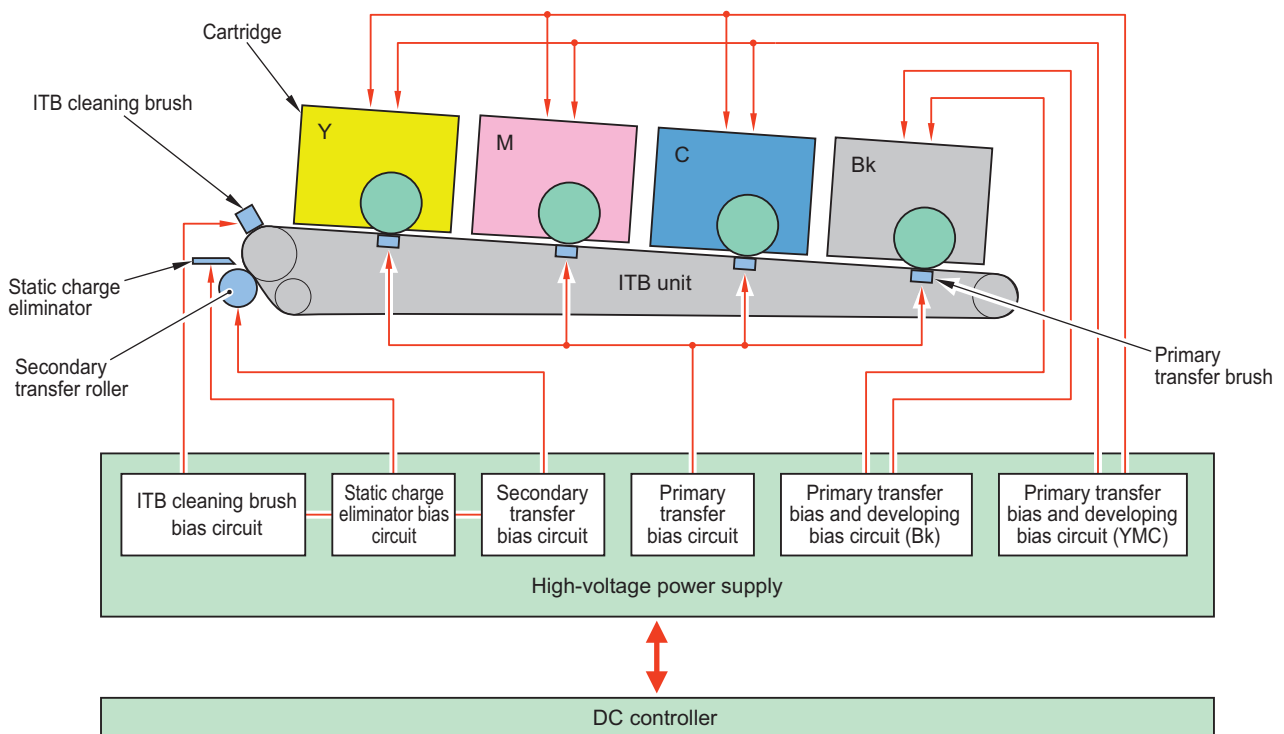 Cartridge
ITB cleaning brush
Y
M
C
Bk
Static charge
eliminator
ITB unit
Secondary
transfer roller
Primary
transfer brush
ITB cleaning brush
bias circuit
Static charge
eliminator bias
circuit
Secondary
transfer
bias circuit
Primary
transfer
bias circuit
Primary transfer
bias and developing
bias circuit (Bk)
Primary transfer
bias and developing
bias circuit (YMC)
High-voltage power supply
DC controller